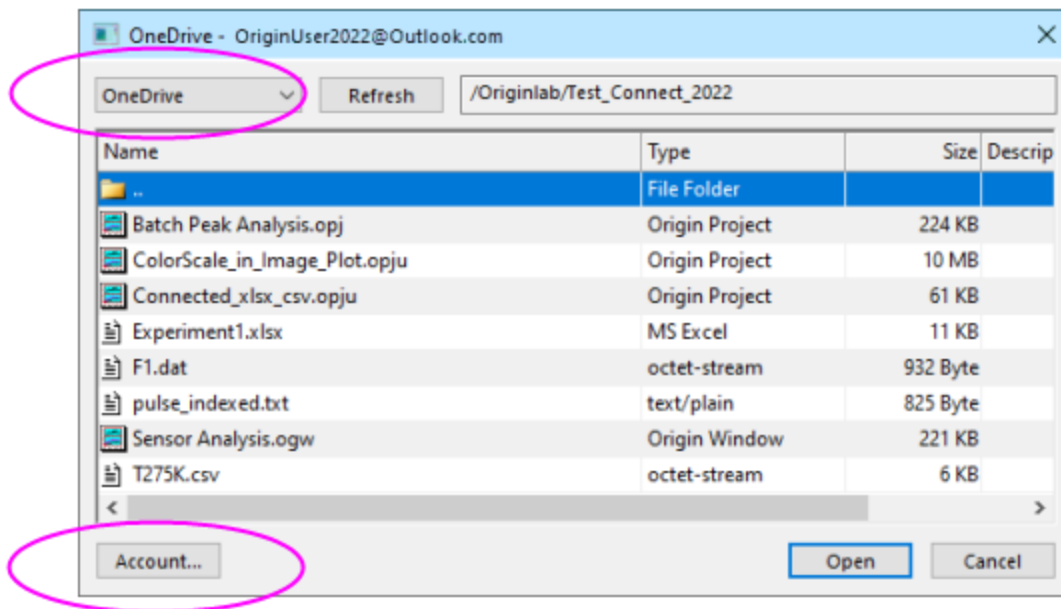 OneDrive - OriginUser2022@Outlook.com
OneDrive Refresh /Originlab/Test_Connect_2022
Name Type Size Descrip
.. File Folder
Batch Peak Analysis.opj Origin Project 224 KB
ColorScale_in_Image_Plot.opju Origin Project 10 MB
Connected_xlsx_csv.opju Origin Project 61 KB
Experiment1.xlsx MS Excel 11 KB
F1.dat octet-stream 932 Byte
pulse_indexed.txt text/plain 825 Byte
Sensor Analysis.ogw Origin Window 221 KB
T275K.csv octet-stream 6 KB
Account... Open Cancel